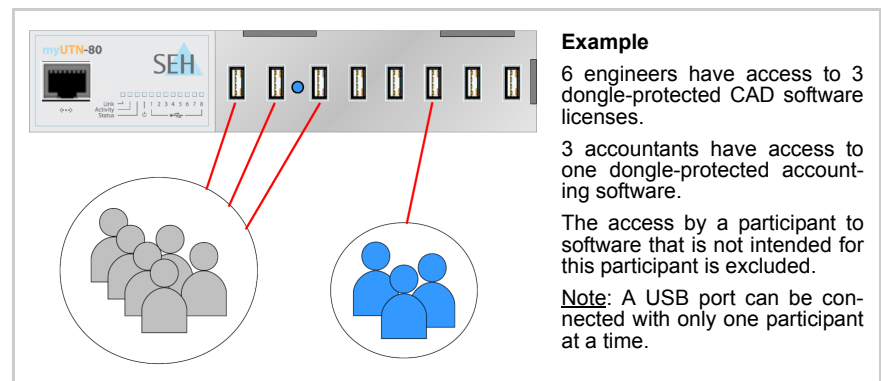 myUTN-80
SEH
Link
Activity
Status
1 2 3 4 5 6 7 8
Example
6 engineers have access to 3
dongle-protected CAD software
licenses.
3 accountants have access to
one dongle-protected account-
ing software.
The access by a participant to
software that is not intended for
this participant is excluded.
Note: A USB port can be con-
nected with only one participant
at a time.